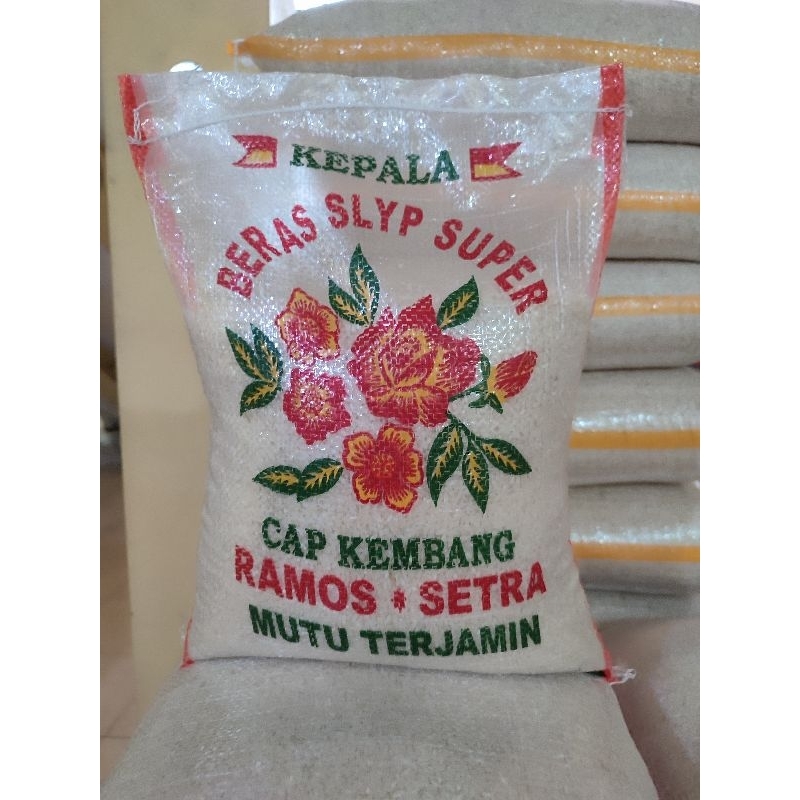 KEPALA
BERAS SLYP SUPER
CAP KEMBANG
RAMOS * SETRA
MUTU TERJAMIN